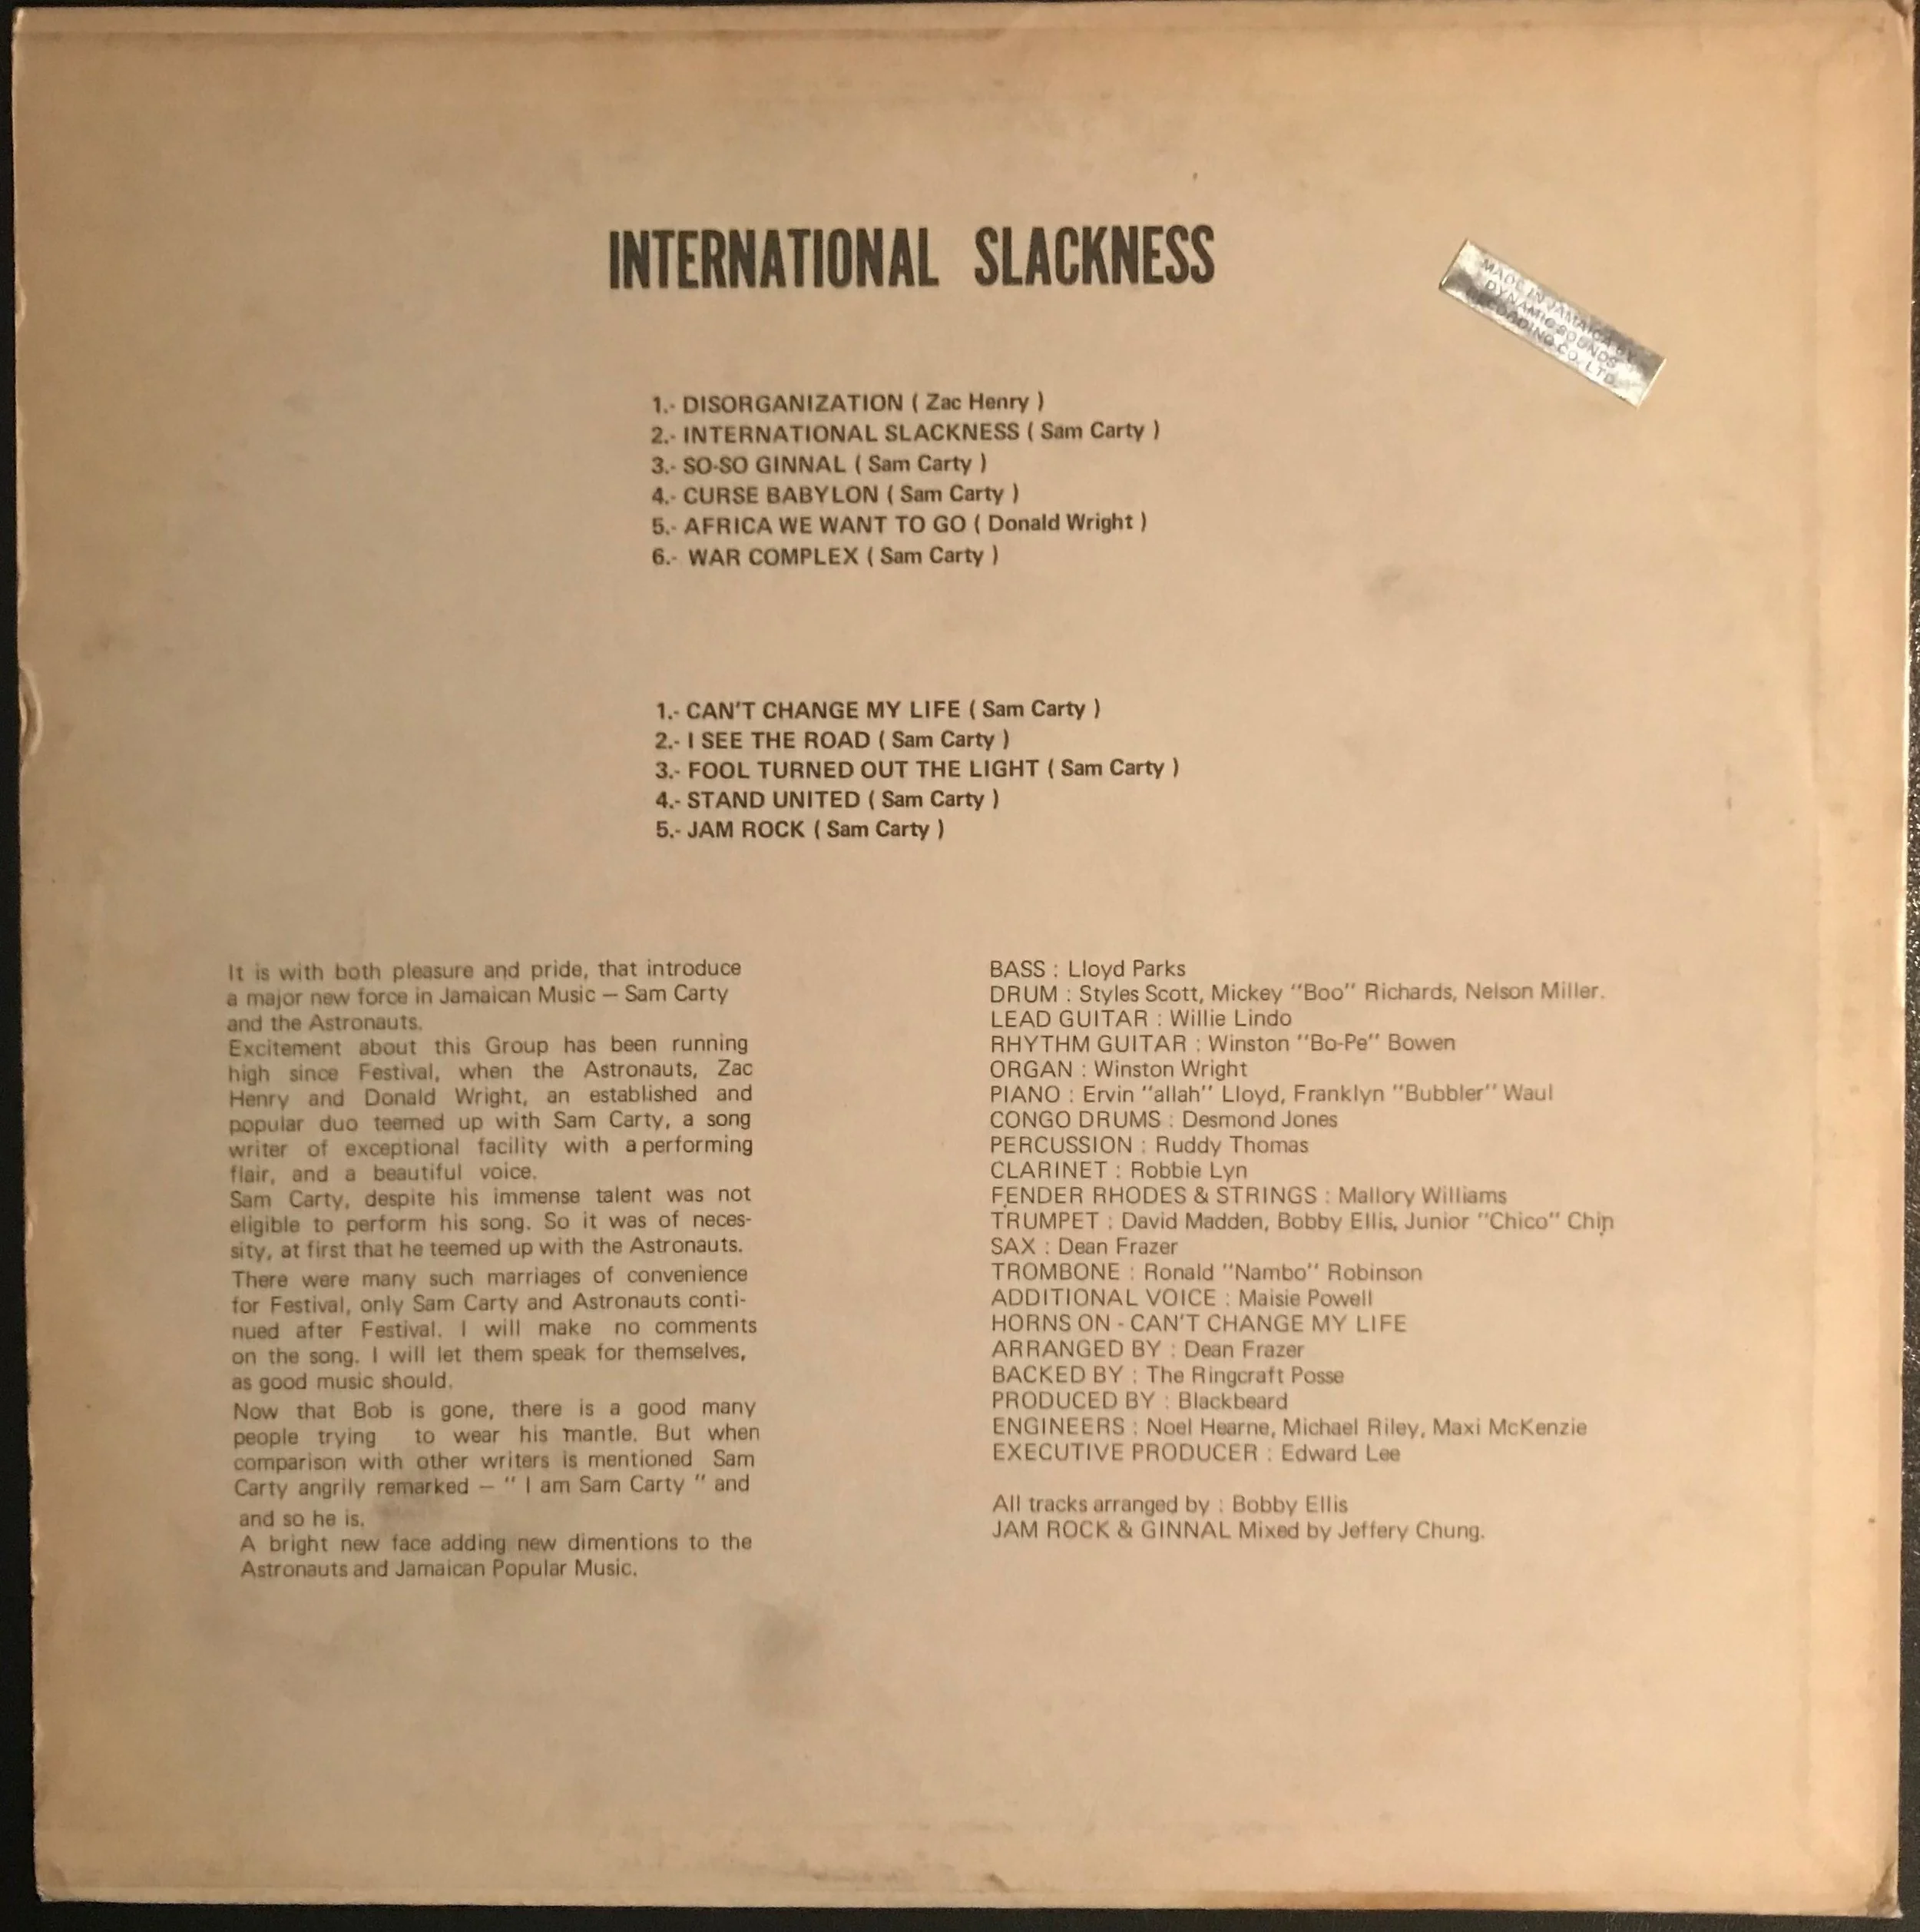 INTERNATIONAL SLACKNESS
MADE IN JAMAICA BY
DYNAMIC SOUNDS
RECORDING CO. LTD.
1.- DISORGANIZATION ( Zac Henry )
2.- INTERNATIONAL SLACKNESS ( Sam Carty )
3.- SO-SO GINNAL ( Sam Carty )
4.- CURSE BABYLON ( Sam Carty )
5.- AFRICA WE WANT TO GO ( Donald Wright )
6.- WAR COMPLEX ( Sam Carty )
1.- CAN'T CHANGE MY LIFE ( Sam Carty )
2.- I SEE THE ROAD ( Sam Carty )
3.- FOOL TURNED OUT THE LIGHT ( Sam Carty )
4.- STAND UNITED ( Sam Carty )
5.- JAM ROCK ( Sam Carty )
It is with both pleasure and pride, that introduce
a major new force in Jamaican Music – Sam Carty
and the Astronauts.
Excitement about this Group has been running
high since Festival, when the Astronauts, Zac
Henry and Donald Wright, an established and
popular duo teemed up with Sam Carty, a song
writer of exceptional facility with a performing
flair, and a beautiful voice.
Sam Carty, despite his immense talent was not
eligible to perform his song. So it was of neces-
sity, at first that he teemed up with the Astronauts.
There were many such marriages of convenience
for Festival, only Sam Carty and Astronauts conti-
nued after Festival. I will make no comments
on the song. I will let them speak for themselves,
as good music should.
Now that Bob is gone, there is a good many
people trying to wear his mantle. But when
comparison with other writers is mentioned Sam
Carty angrily remarked – " I am Sam Carty " and
and so he is.
A bright new face adding new dimentions to the
Astronauts and Jamaican Popular Music.
BASS : Lloyd Parks
DRUM : Styles Scott, Mickey "Boo" Richards, Nelson Miller.
LEAD GUITAR : Willie Lindo
RHYTHM GUITAR : Winston "Bo-Pe" Bowen
ORGAN : Winston Wright
PIANO : Ervin "allah" Lloyd, Franklyn "Bubbler" Waul
CONGO DRUMS : Desmond Jones
PERCUSSION : Ruddy Thomas
CLARINET : Robbie Lyn
FENDER RHODES & STRINGS : Mallory Williams
TRUMPET : David Madden, Bobby Ellis, Junior "Chico" Chin
SAX : Dean Frazer
TROMBONE : Ronald "Nambo" Robinson
ADDITIONAL VOICE : Maisie Powell
HORNS ON - CAN'T CHANGE MY LIFE
ARRANGED BY : Dean Frazer
BACKED BY : The Ringcraft Posse
PRODUCED BY : Blackbeard
ENGINEERS : Noel Hearne, Michael Riley, Maxi McKenzie
EXECUTIVE PRODUCER : Edward Lee
All tracks arranged by : Bobby Ellis
JAM ROCK & GINNAL Mixed by Jeffery Chung.